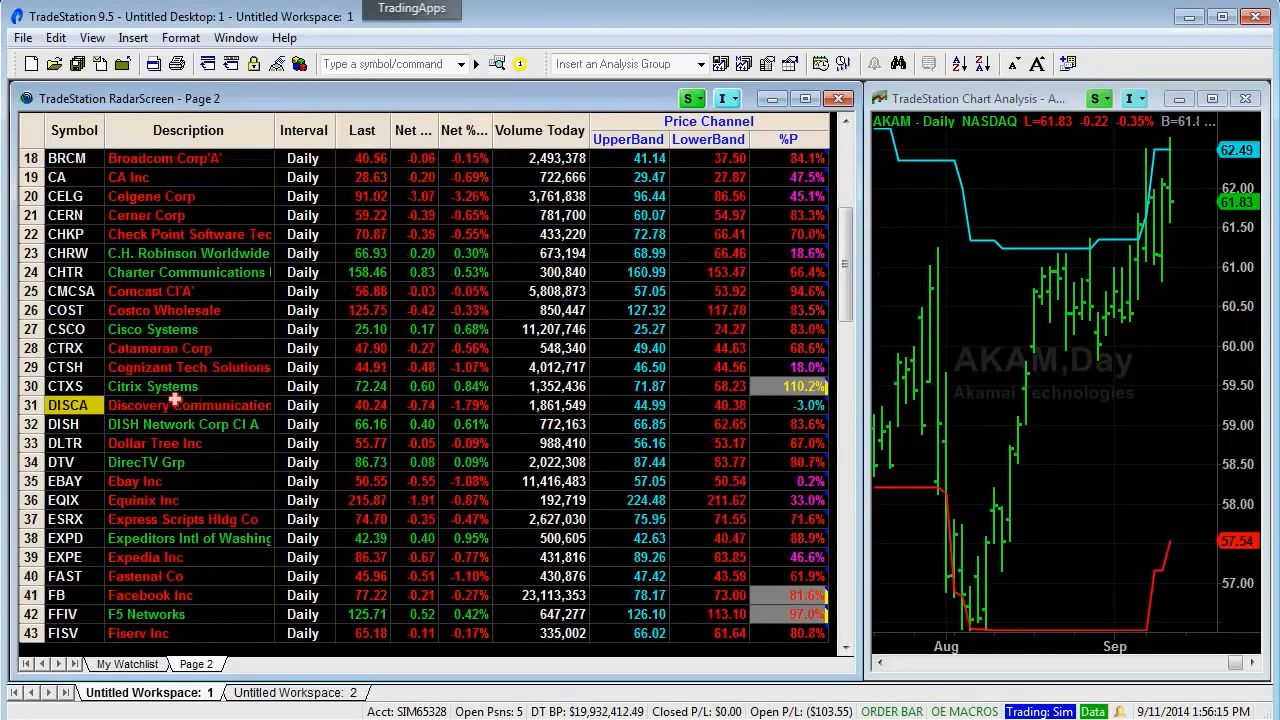 TradeStation 9.5 - Untitled Desktop: 1 - Untitled Workspace: 1
TradingApps
File Edit View Insert Format Window Help
Type a symbol/command
Insert an Analysis Group
TradeStation RadarScreen - Page 2
S I
Price Channel
Symbol Description Interval Last Net ... Net %... Volume Today UpperBand LowerBand %P
18 BRCM Broadcom Corp'A' Daily 40.56 -0.06 -0.15% 2,493,378 41.14 37.50 84.1%
19 CA CA Inc Daily 28.63 -0.20 -0.69% 722,666 29.47 27.87 47.5%
20 CELG Celgene Corp Daily 91.02 -3.07 -3.26% 3,761,838 96.44 86.56 45.1%
21 CERN Cerner Corp Daily 59.22 -0.39 -0.65% 781,700 60.07 54.97 83.3%
22 CHKP Check Point Software Tec Daily 70.87 -0.39 -0.55% 433,220 72.78 66.41 70.0%
23 CHRW C.H. Robinson Worldwide Daily 66.93 0.20 0.30% 673,194 68.99 66.46 18.6%
24 CHTR Charter Communications Daily 158.46 0.83 0.53% 300,840 160.99 153.47 66.4%
25 CMCSA Comcast Cl'A' Daily 56.88 -0.03 -0.05% 5,808,873 57.05 53.92 94.6%
26 COST Costco Wholesale Daily 125.75 -0.42 -0.33% 850,447 127.32 117.78 83.5%
27 CSCO Cisco Systems Daily 25.10 0.17 0.68% 11,207,746 25.27 24.27 83.0%
28 CTRX Catamaran Corp Daily 47.90 -0.27 -0.56% 548,340 49.40 44.63 68.6%
29 CTSH Cognizant Tech Solutions Daily 44.91 -0.48 -1.07% 4,012,717 46.50 44.56 18.0%
30 CTXS Citrix Systems Daily 72.24 0.60 0.84% 1,352,436 71.87 68.23 110.2%
31 DISCA Discovery Communication Daily 40.24 -0.74 -1.79% 1,861,549 44.99 40.38 -3.0%
32 DISH DISH Network Corp Cl A Daily 66.16 0.40 0.61% 772,163 66.85 62.65 83.6%
33 DLTR Dollar Tree Inc Daily 55.77 -0.05 -0.09% 988,410 56.16 53.17 87.0%
34 DTV DirecTV Grp Daily 86.73 0.08 0.09% 2,022,308 87.44 83.77 80.7%
35 EBAY Ebay Inc Daily 50.55 -0.55 -1.08% 11,416,483 57.05 50.54 0.2%
36 EQIX Equinix Inc Daily 215.87 -1.91 -0.87% 192,719 224.48 211.62 33.0%
37 ESRX Express Scripts Hldg Co Daily 74.70 -0.35 -0.47% 2,627,030 75.95 71.55 71.6%
38 EXPD Expeditors Intl of Washing Daily 42.39 0.40 0.95% 500,605 42.63 40.47 88.9%
39 EXPE Expedia Inc Daily 86.37 -0.67 -0.77% 431,816 89.26 83.85 46.6%
40 FAST Fastenal Co Daily 45.96 -0.51 -1.10% 430,876 47.42 43.59 61.9%
41 FB Facebook Inc Daily 77.22 -0.21 -0.27% 23,113,353 78.17 73.00 81.6%
42 FFIV F5 Networks Daily 125.71 0.52 0.42% 647,277 126.10 113.10 97.0%
43 FISV Fiserv Inc Daily 65.18 -0.11 -0.17% 335,002 66.02 61.64 80.8%
My Watchlist Page 2
TradeStation Chart Analysis - A...
S I
AKAM - Daily NASDAQ L=61.83 -0.22 -0.35% B=61.8 ...
62.49
62.00
61.83
61.50
61.00
60.50
60.00
59.50
59.00
58.50
58.00
57.54
57.00
AKAM,Day
Akamai Technologies
Aug Sep
Untitled Workspace: 1 Untitled Workspace: 2
Acct: SIM65328 Open Psns: 5 DT BP: $19,932,412.49 Closed P/L: $0.00 Open P/L: ($103.55) ORDER BAR OE MACROS Trading: Sim Data 9/11/2014 1:56:15 PM